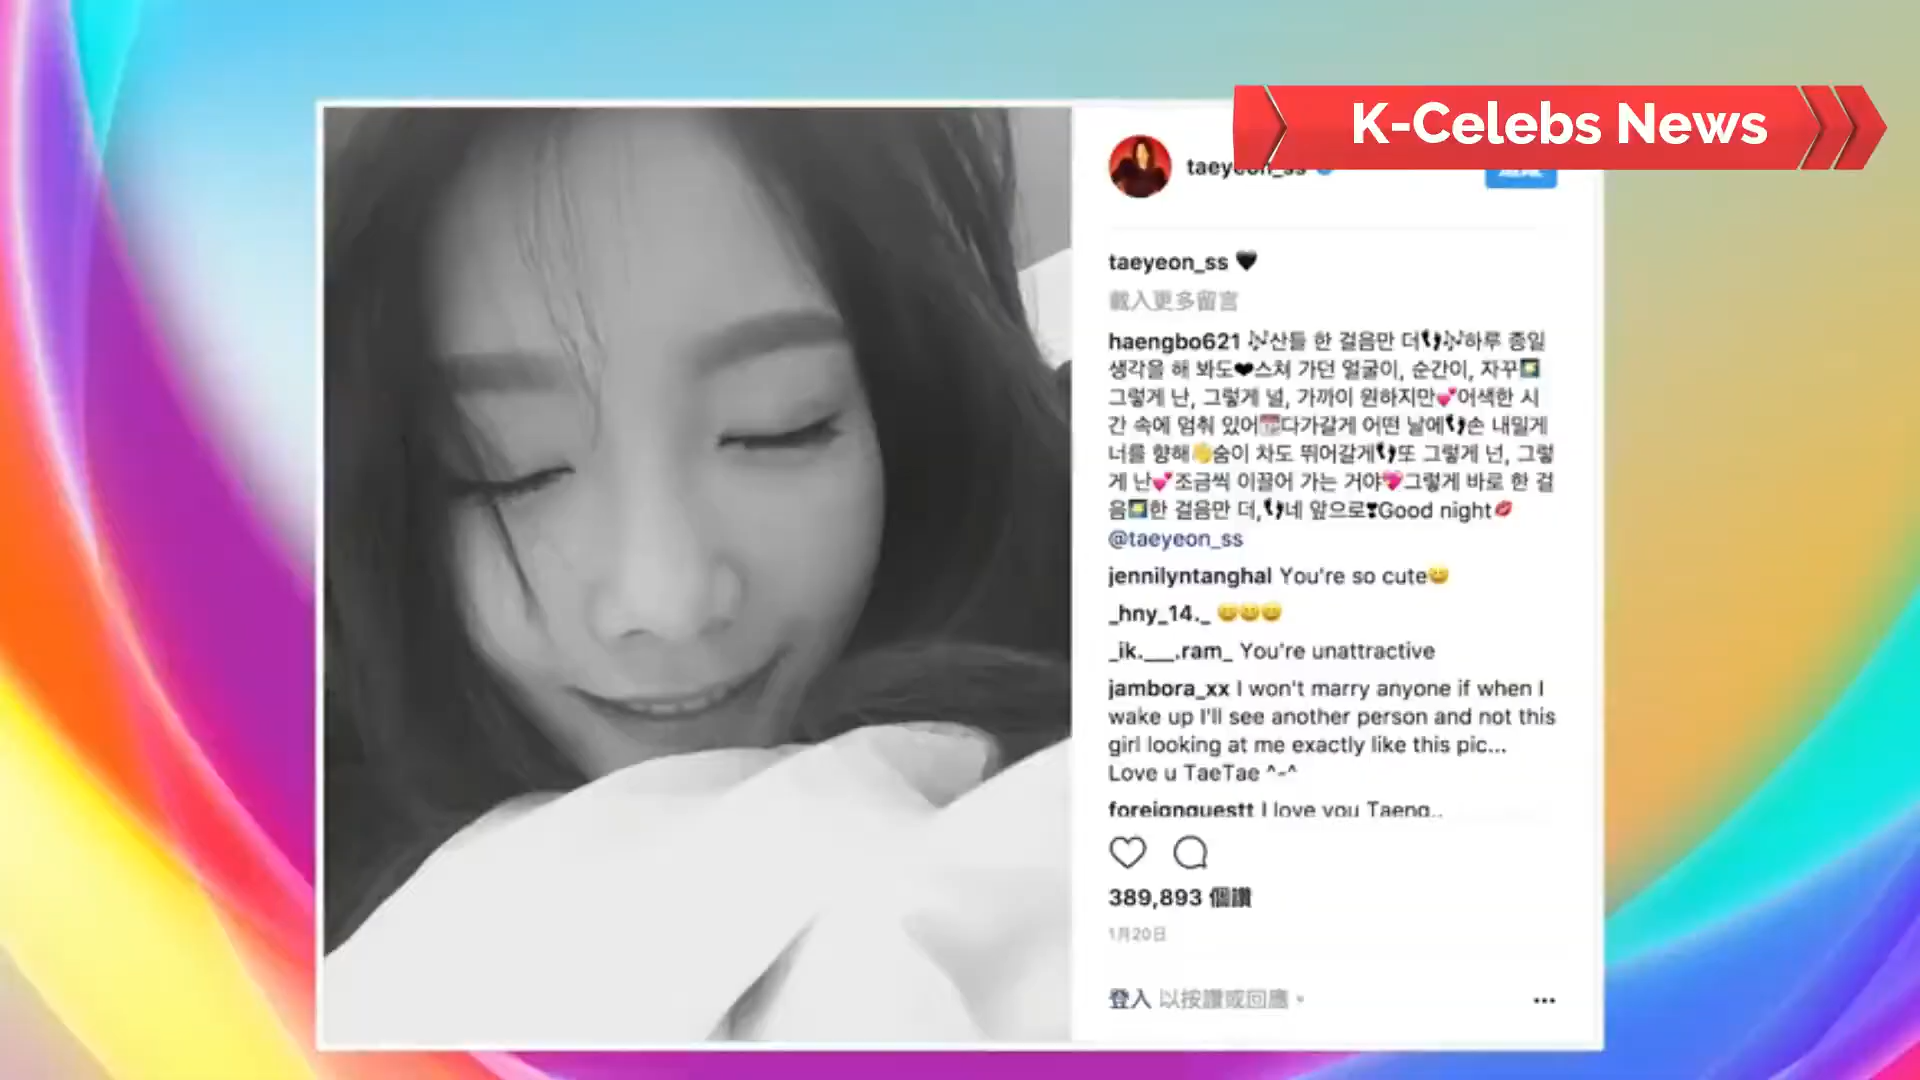 K-Celebs News
taeyeon_ss
taeyeon_ss 🖤
載入更多留言
haengbo621 🎶산들 한 걸음만 더👣🎶하루 종일
생각을 해 봐도❤스쳐 가던 얼굴이, 순간이, 자꾸🎑
그렇게 난, 그렇게 널, 가까이 원하지만💕어색한 시
간 속에 멈춰 있어📆다가갈게 어떤 날에👣손 내밀게
너를 향해👋숨이 차도 뛰어갈게👣또 그렇게 넌, 그렇
게 난💕조금씩 이끌어 가는 거야💖그렇게 바로 한 걸
음🎑한 걸음만 더,👣네 앞으로❣Good night💋
@taeyeon_ss
jennilyntanghal You're so cute😄
_hny_14._ 😄😄😄
_ik.___.ram_ You're unattractive
jambora_xx I won't marry anyone if when I
wake up I'll see another person and not this
girl looking at me exactly like this pic...
Love u TaeTae ^-^
foreignguestt I love you Taeng..
389,893 個讚
1月20日
登入 以按讚或回應。